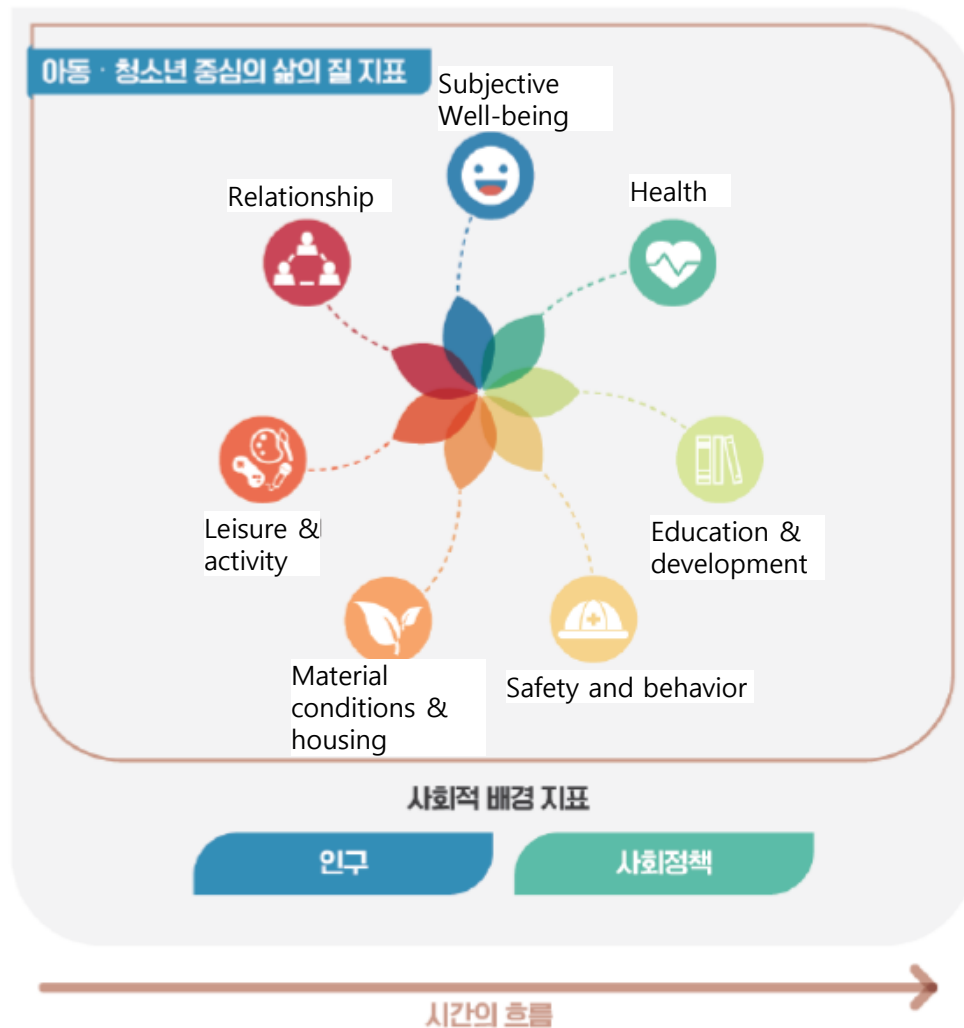 아동 · 청소년 중심의 삶의 질 지표
Subjective
Well-being
Relationship
Health
Leisure &
activity
Education &
development
Material
conditions &
housing
Safety and behavior
사회적 배경 지표
인구
사회정책
시간의 흐름